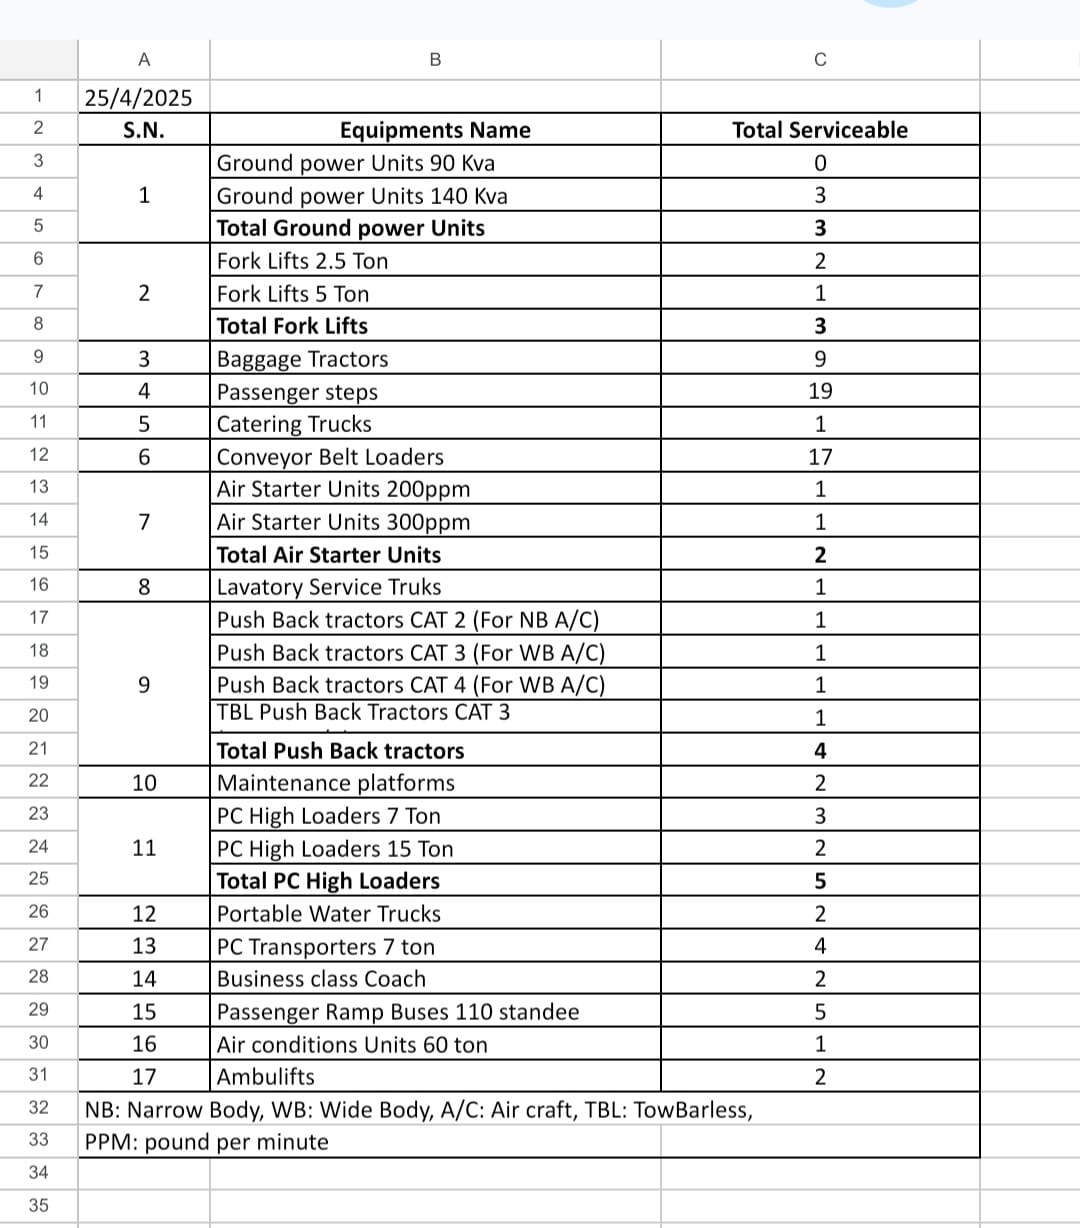 A B C
1 25/4/2025
2 S.N. Equipments Name Total Serviceable
3 Ground power Units 90 Kva 0
4 1 Ground power Units 140 Kva 3
5 Total Ground power Units 3
6 Fork Lifts 2.5 Ton 2
7 2 Fork Lifts 5 Ton 1
8 Total Fork Lifts 3
9 3 Baggage Tractors 9
10 4 Passenger steps 19
11 5 Catering Trucks 1
12 6 Conveyor Belt Loaders 17
13 Air Starter Units 200ppm 1
14 7 Air Starter Units 300ppm 1
15 Total Air Starter Units 2
16 8 Lavatory Service Truks 1
17 Push Back tractors CAT 2 (For NB A/C) 1
18 Push Back tractors CAT 3 (For WB A/C) 1
19 9 Push Back tractors CAT 4 (For WB A/C) 1
20 TBL Push Back Tractors CAT 3 1
21 Total Push Back tractors 4
22 10 Maintenance platforms 2
23 PC High Loaders 7 Ton 3
24 11 PC High Loaders 15 Ton 2
25 Total PC High Loaders 5
26 12 Portable Water Trucks 2
27 13 PC Transporters 7 ton 4
28 14 Business class Coach 2
29 15 Passenger Ramp Buses 110 standee 5
30 16 Air conditions Units 60 ton 1
31 17 Ambulifts 2
32 NB: Narrow Body, WB: Wide Body, A/C: Air craft, TBL: TowBarless,
33 PPM: pound per minute
34
35